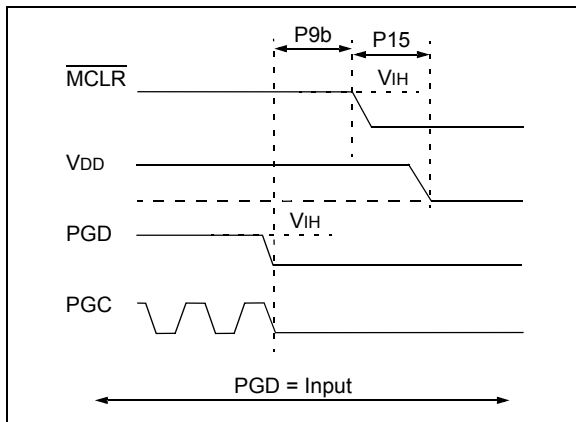 P9b P15
MCLR
VIH
VDD
VIH
PGD
PGC
PGD = Input